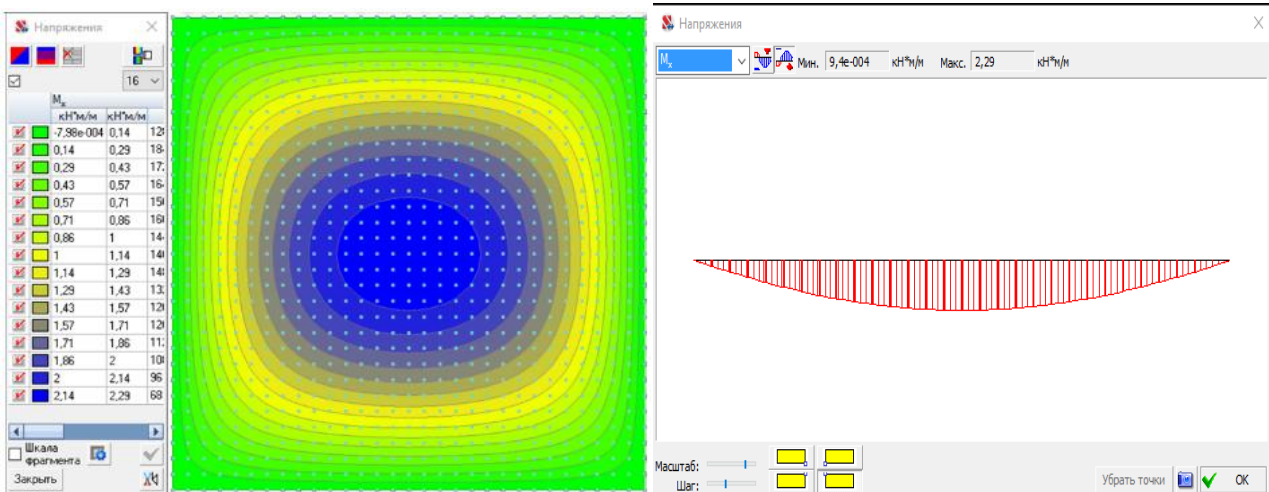 Напряжения
16
Mx
кН*м/м кН*м/м
-7,98e-004 0,14
0,14 0,29
0,29 0,43
0,43 0,57
0,57 0,71
0,71 0,86
0,86 1
1 1,14
1,14 1,29
1,29 1,43
1,43 1,57
1,57 1,71
1,71 1,86
1,86 2
2 2,14 96
2,14 2,29 68
Шкала
фрагмента
Закрыть
Напряжения
Mx Мин. 9,4e-004 кН*м/м Макс. 2,29 кН*м/м
Масштаб:
Шаг:
Убрать точки OK